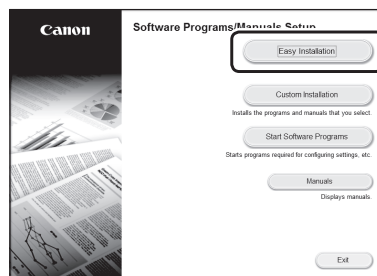 Canon
Software Programs/Manuals Setup
Easy Installation
Custom Installation
Installs the programs and manuals that you select.
Start Software Programs
Starts programs required for configuring settings, etc.
Manuals
Displays manuals.
Exit